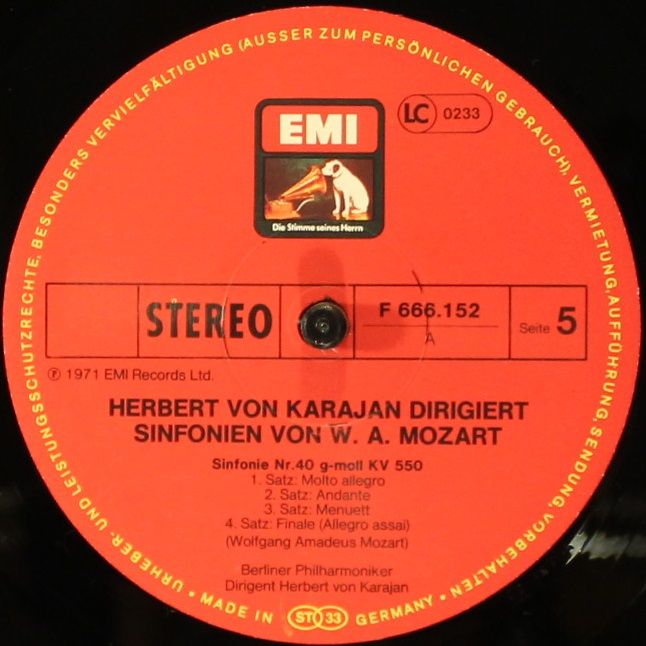 URHEBER- UND LEISTUNGSSCHUTZRECHTE, BESONDERS VERVIELFÄLTIGUNG (AUSSER ZUM PERSÖNLICHEN GEBRAUCH), VERMIETUNG, AUFFÜHRUNG, SENDUNG, VORBEHALTEN •
EMI
LC 0233
Die Stimme seines Herrn
STEREO
F 666.152
A
Seite 5
℗ 1971 EMI Records Ltd.
HERBERT VON KARAJAN DIRIGIERT
SINFONIEN VON W. A. MOZART
Sinfonie Nr. 40 g-moll KV 550
1. Satz: Molto allegro
2. Satz: Andante
3. Satz: Menuett
4. Satz: Finale (Allegro assai)
(Wolfgang Amadeus Mozart)
Berliner Philharmoniker
Dirigent Herbert von Karajan
• MADE IN ST 33 GERMANY •